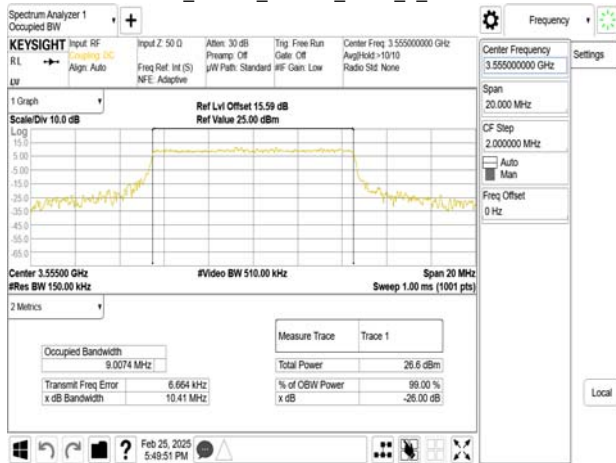 Spectrum Analyzer 1
Occupied BW
Frequency
KEYSIGHT Input: RF Input Z: 50 Ω Atten: 30 dB Trig: Free Run Center Freq: 3.555000000 GHz
RL Coupling: DC Preamp: Off Gate: Off Avg|Hold:>10/10
Align: Auto Freq Ref: Int (S) µW Path: Standard #IF Gain: Low Radio Std: None
NFE: Adaptive
Center Frequency
3.555000000 GHz
Settings
Span
20.000 MHz
CF Step
2.000000 MHz
Auto
Man
Freq Offset
0 Hz
Local
1 Graph
Ref Lvl Offset 15.59 dB
Scale/Div 10.0 dB Ref Value 25.00 dBm
Log
15.0
5.00
-5.00
-15.0
-25.0
-35.0
-45.0
-55.0
-65.0
Center 3.55500 GHz #Video BW 510.00 kHz Span 20 MHz
#Res BW 150.00 kHz Sweep 1.00 ms (1001 pts)
2 Metrics
Measure Trace Trace 1
Occupied Bandwidth
9.0074 MHz Total Power 26.6 dBm
Transmit Freq Error 6.664 kHz % of OBW Power 99.00 %
x dB Bandwidth 10.41 MHz x dB -26.00 dB
Feb 25, 2025
5:49:51 PM